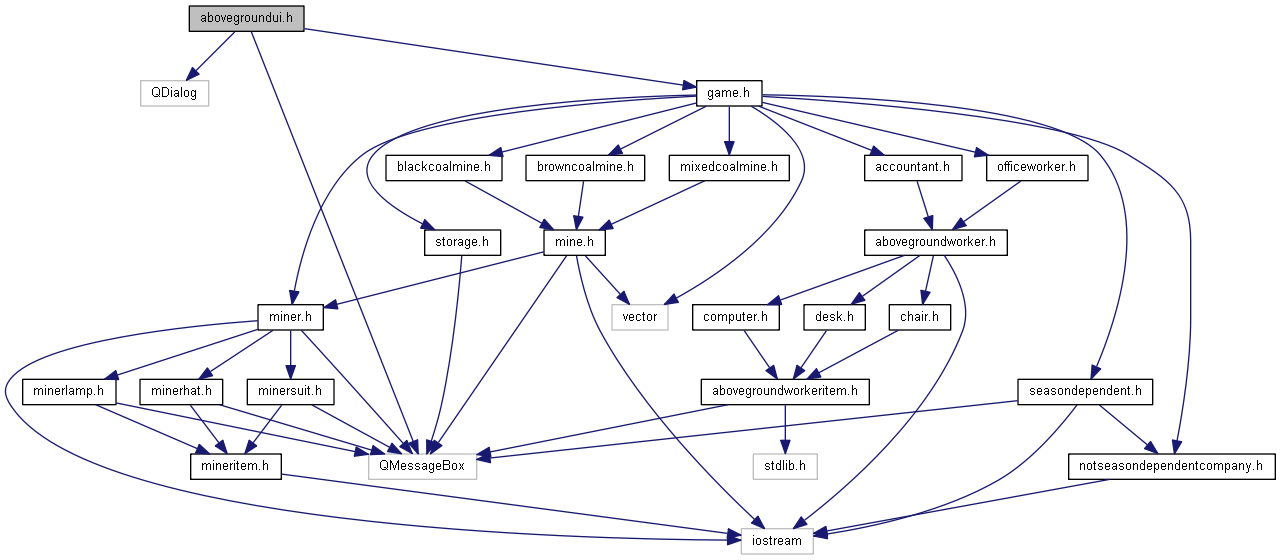 abovegroundui.h
QDialog
game.h
blackcoalmine.h
browncoalmine.h
mixedcoalmine.h
accountant.h
officeworker.h
storage.h
mine.h
abovegroundworker.h
miner.h
vector
computer.h
desk.h
chair.h
minerlamp.h
minerhat.h
minersuit.h
abovegroundworkeritem.h
seasondependent.h
mineritem.h
QMessageBox
stdlib.h
notseasondependentcompany.h
iostream